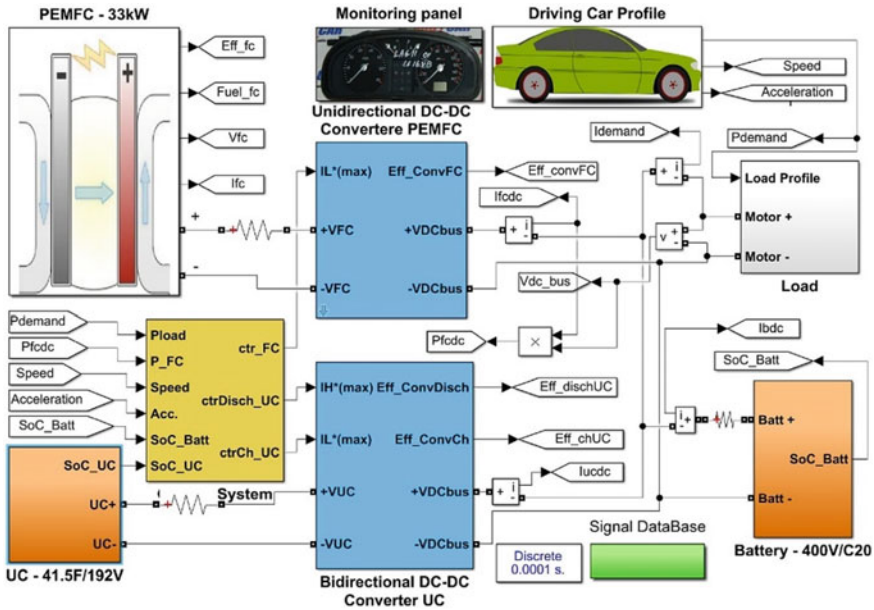 PEMFC - 33kW
Monitoring panel
Driving Car Profile
Eff_fc
Fuel_fc
Vfc
Ifc
+
-
-
+
Speed
Acceleration
Idemand
Pdemand
Unidirectional DC-DC
Convertere PEMFC
IL*(max)
Eff_ConvFC
+VFC
+VDCbus
-VFC
-VDCbus
Eff_convFC
Ifcdc
+ i -
Vdc_bus
Pfcdc
×
+ i -
v + -
Load Profile
Motor +
Motor -
Load
Pdemand
Pfcdc
Speed
Acceleration
SoC_Batt
Pload
P_FC
Speed
Acc.
SoC_Batt
SoC_UC
ctr_FC
ctrDisch_UC
ctrCh_UC
System
SoC_UC
UC+
UC-
UC - 41.5F/192V
IH*(max)
Eff_ConvDisch
IL*(max)
Eff_ConvCh
+VUC
+VDCbus
-VUC
-VDCbus
Bidirectional DC-DC
Converter UC
Eff_dischUC
Eff_chUC
Iucdc
+ i -
Discrete
0.0001 s.
Signal DataBase
Ibdc
SoC_Batt
i + -
Batt +
SoC_Batt
Batt -
Battery - 400V/C20